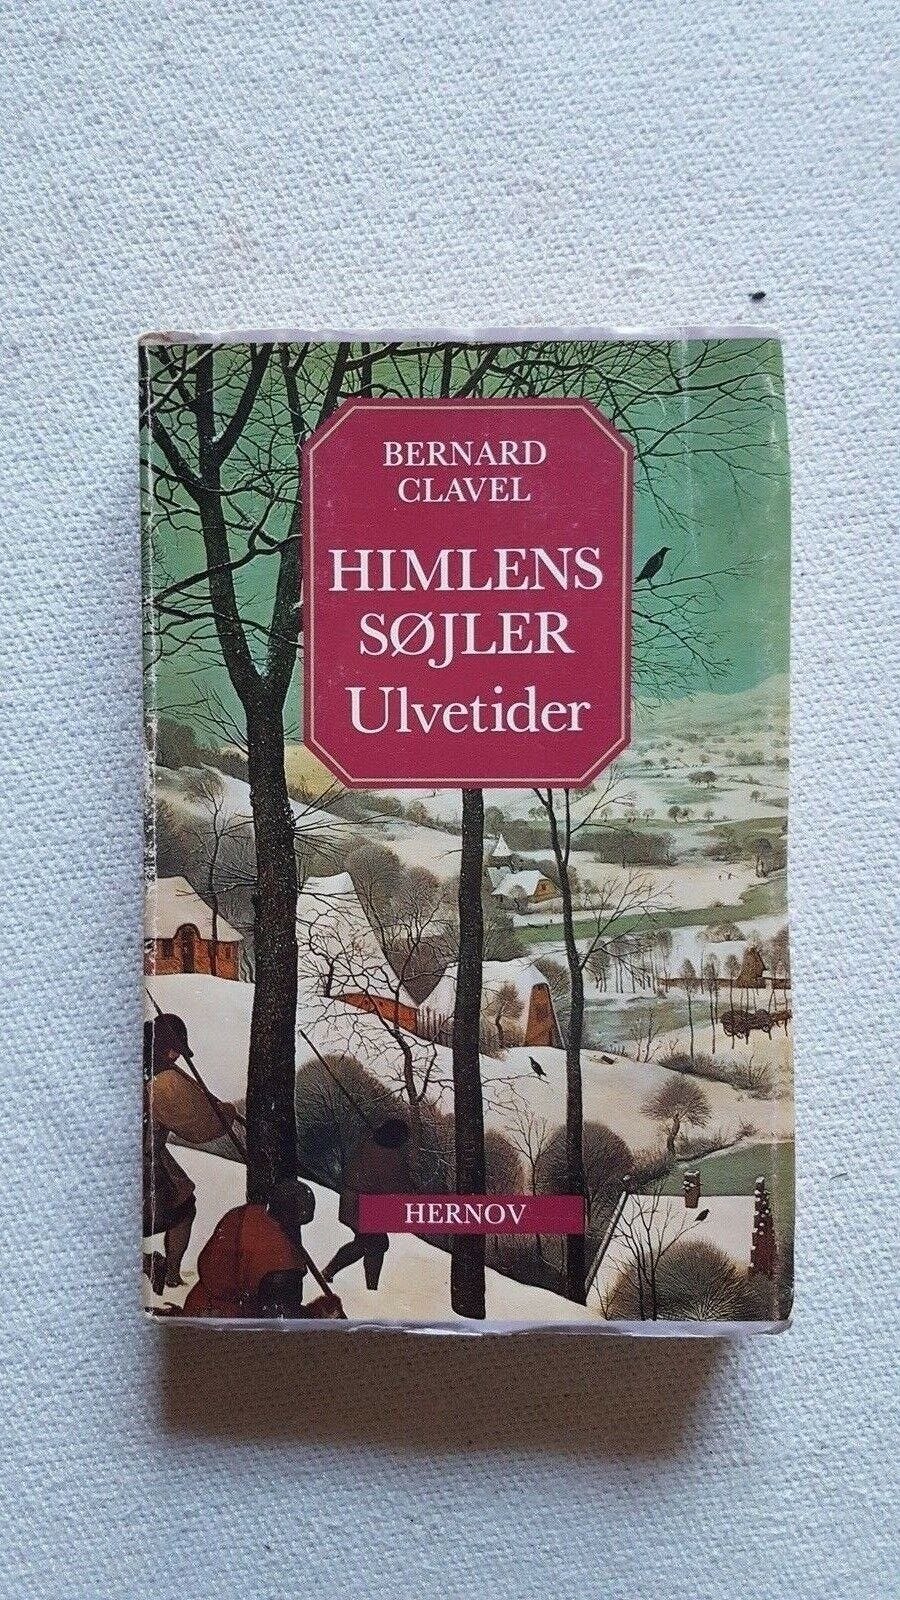 BERNARD
CLAVEL
HIMLENS
SØJLER
Ulvetider
HERNOV